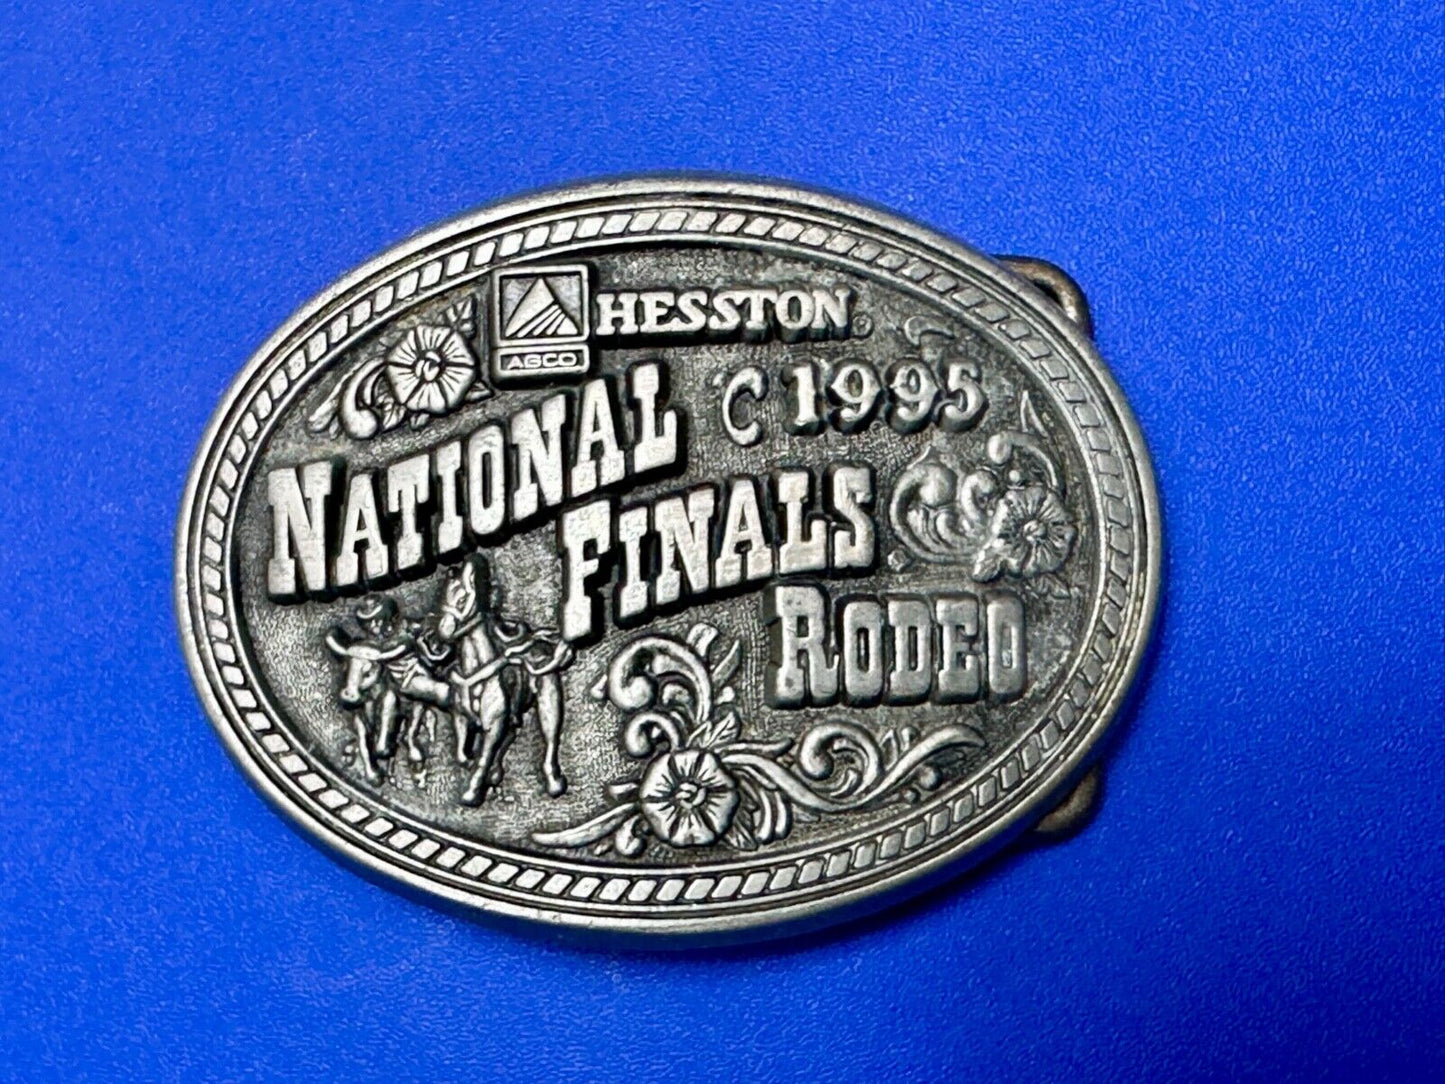 HESSTON®
AGCO
C 1995
NATIONAL
FINALS
RODEO